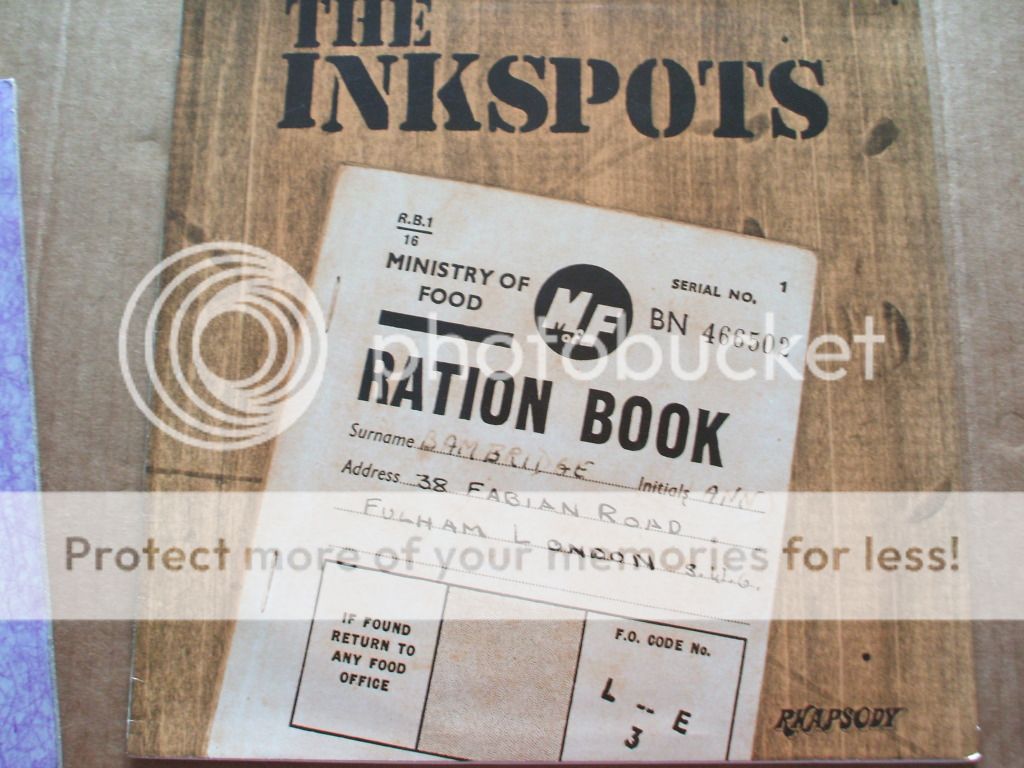 THE
INKSPOTS
R.B.1
16
MINISTRY OF
FOOD
M F
M of F
SERIAL NO. 1
BN 466502
photobucket
RATION BOOK
Surname BAMBRIDGE Initials ANN
Address 38 FABIAN ROAD.
FULHAM LONDON S.W.6.
Protect more of your memories for less!
IF FOUND
RETURN TO
ANY FOOD
OFFICE
F.O. CODE No.
L -- E
3
RHAPSODY